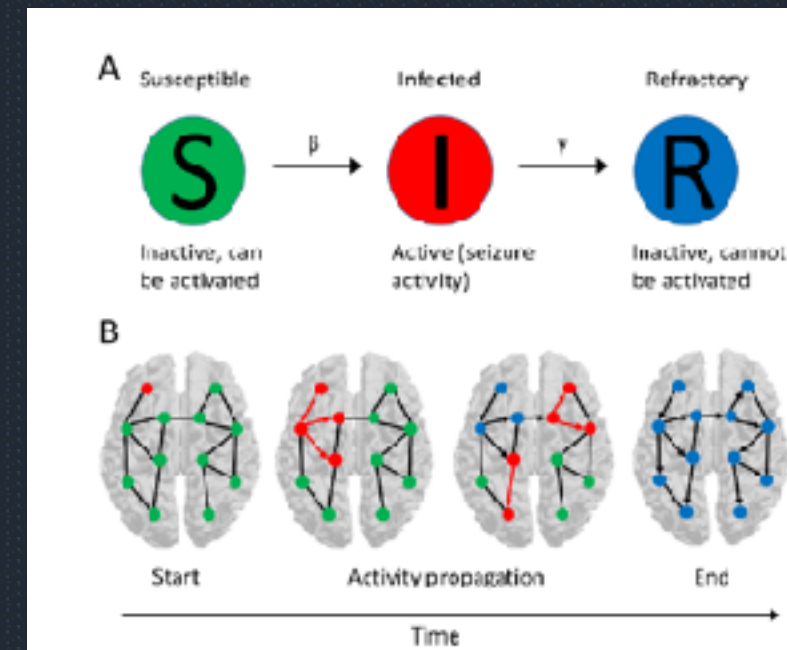 A
Susceptible Infected Refractory
β γ
S I R
Inactive, can Active (seizure Inactive, cannot
be activated activity) be activated
B
Start Activity propagation End
Time